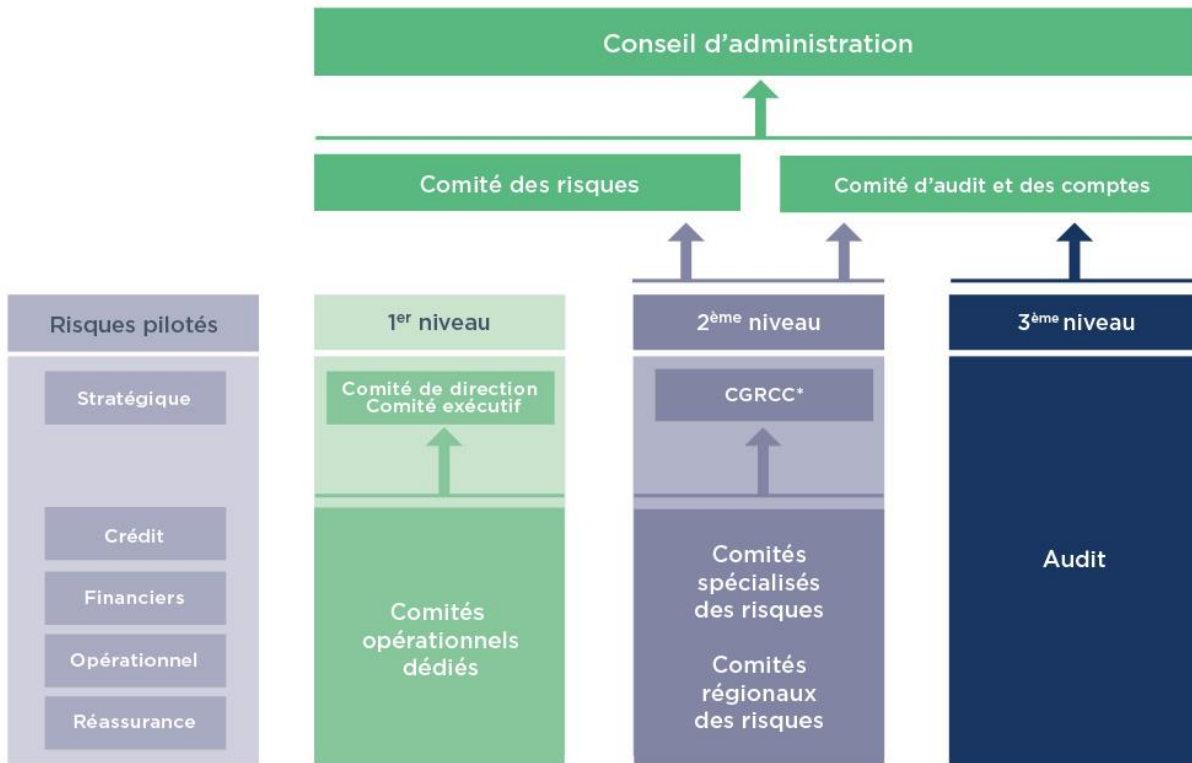 Conseil d’administration
Comité des risques
Comité d’audit et des comptes
Risques pilotés
1er niveau
2ème niveau
3ème niveau
Stratégique
Comité de direction
Comité exécutif
CGRCC*
Crédit
Financiers
Opérationnel
Réassurance
Comités
opérationnels
dédiés
Comités
spécialisés
des risques
Comités
régionaux
des risques
Audit